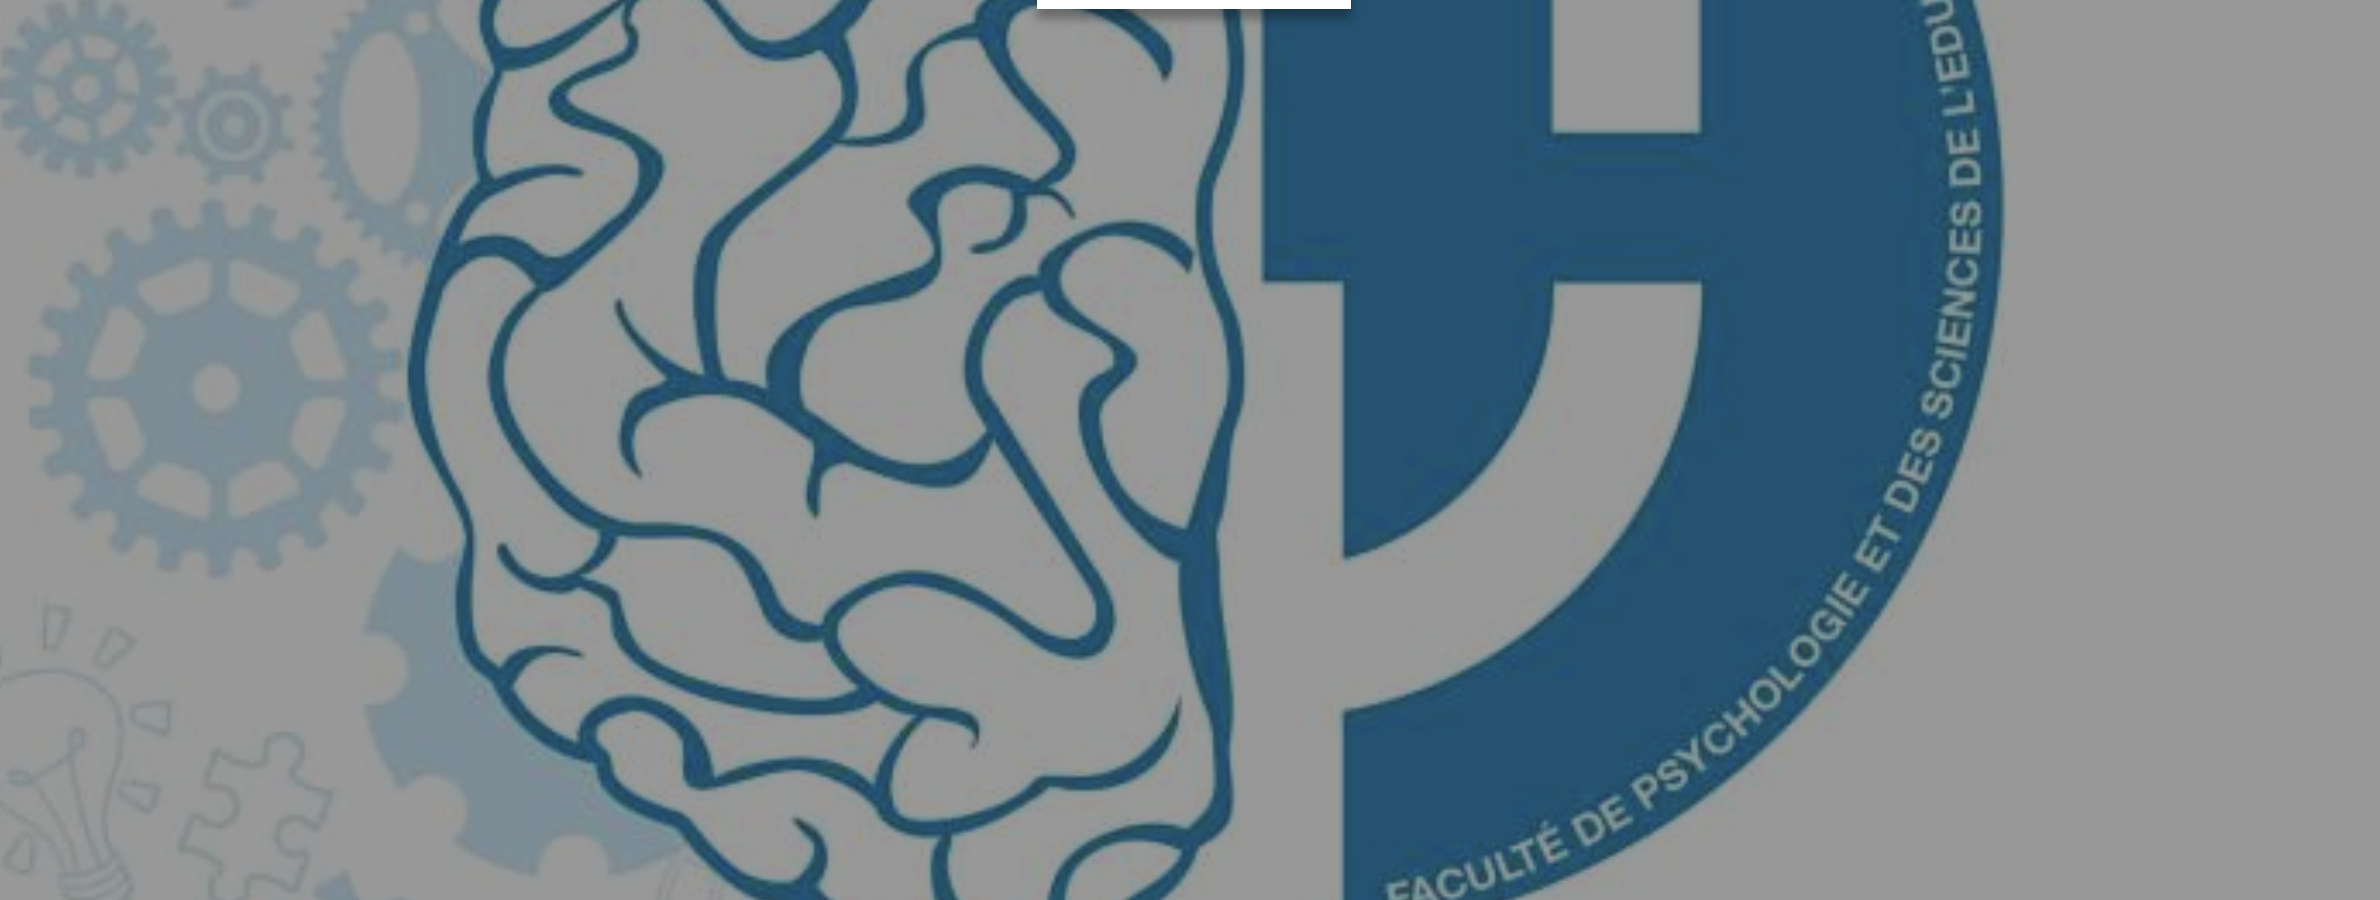 FACULTÉ DE PSYCHOLOGIE ET DES SCIENCES DE L'EDU